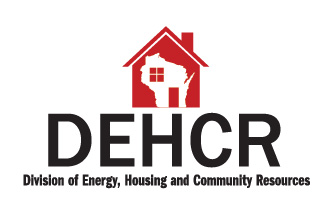 DEHCR
Division of Energy, Housing and Community Resources